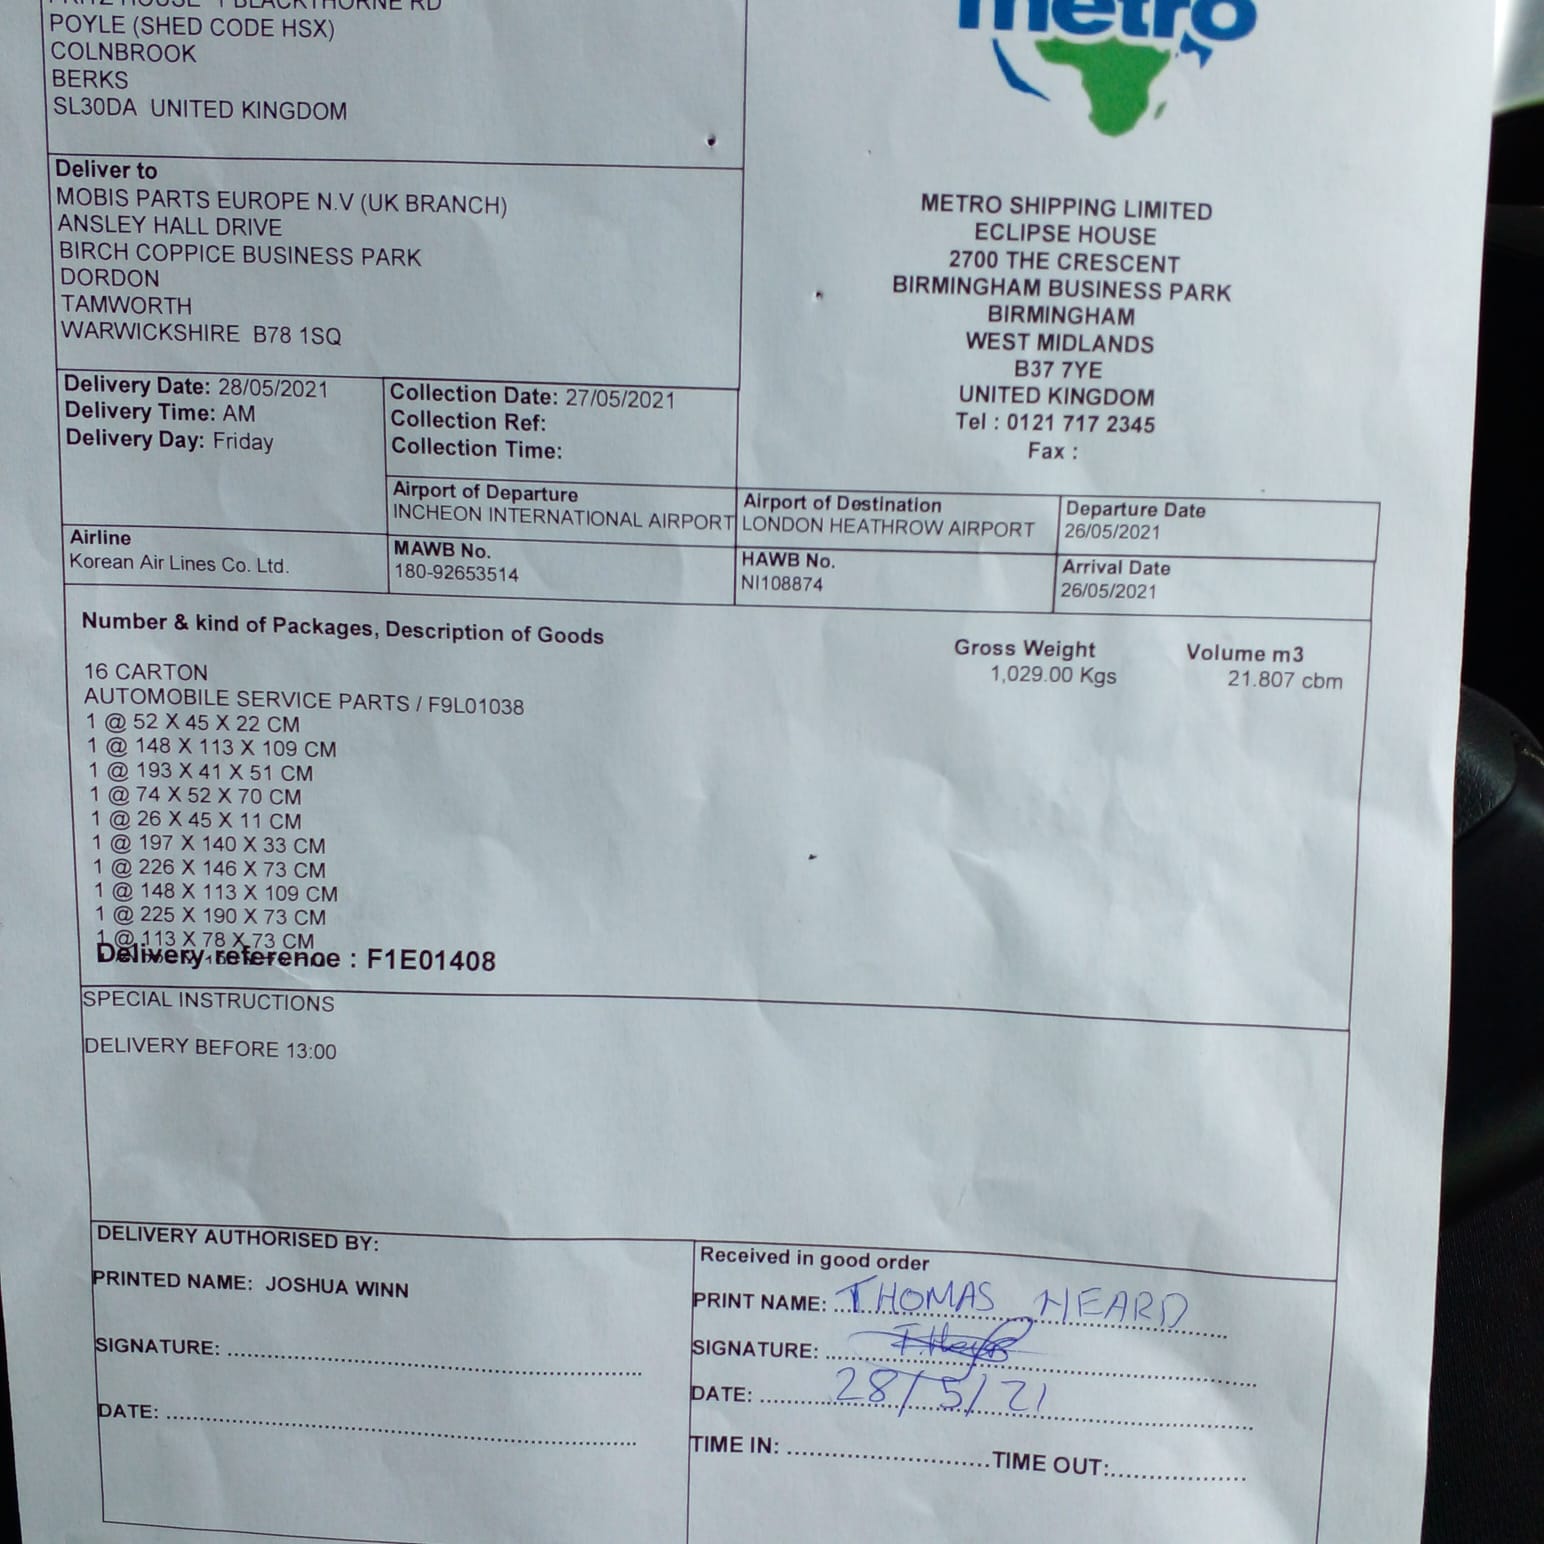 POYLE (SHED CODE HSX)
COLNBROOK
BERKS
SL30DA UNITED KINGDOM
metro
Deliver to
MOBIS PARTS EUROPE N.V (UK BRANCH)
ANSLEY HALL DRIVE
BIRCH COPPICE BUSINESS PARK
DORDON
TAMWORTH
WARWICKSHIRE B78 1SQ
METRO SHIPPING LIMITED
ECLIPSE HOUSE
2700 THE CRESCENT
BIRMINGHAM BUSINESS PARK
BIRMINGHAM
WEST MIDLANDS
B37 7YE
UNITED KINGDOM
Tel : 0121 717 2345
Fax :
Delivery Date: 28/05/2021
Delivery Time: AM
Delivery Day: Friday
Collection Date: 27/05/2021
Collection Ref:
Collection Time:
Airport of Departure
INCHEON INTERNATIONAL AIRPORT
Airport of Destination
LONDON HEATHROW AIRPORT
Departure Date
26/05/2021
Airline
Korean Air Lines Co. Ltd.
MAWB No.
180-92653514
HAWB No.
NI108874
Arrival Date
26/05/2021
Number & kind of Packages, Description of Goods
Gross Weight
1,029.00 Kgs
Volume m3
21.807 cbm
16 CARTON
AUTOMOBILE SERVICE PARTS / F9L01038
1 @ 52 X 45 X 22 CM
1 @ 148 X 113 X 109 CM
1 @ 193 X 41 X 51 CM
1 @ 74 X 52 X 70 CM
1 @ 26 X 45 X 11 CM
1 @ 197 X 140 X 33 CM
1 @ 226 X 146 X 73 CM
1 @ 148 X 113 X 109 CM
1 @ 225 X 190 X 73 CM
1 @ 113 X 78 X 73 CM
Delivery reference : F1E01408
SPECIAL INSTRUCTIONS
DELIVERY BEFORE 13:00
DELIVERY AUTHORISED BY:
PRINTED NAME: JOSHUA WINN
SIGNATURE:
DATE:
Received in good order
PRINT NAME: THOMAS HEARD
SIGNATURE:
DATE: 28/5/21
TIME IN: TIME OUT: